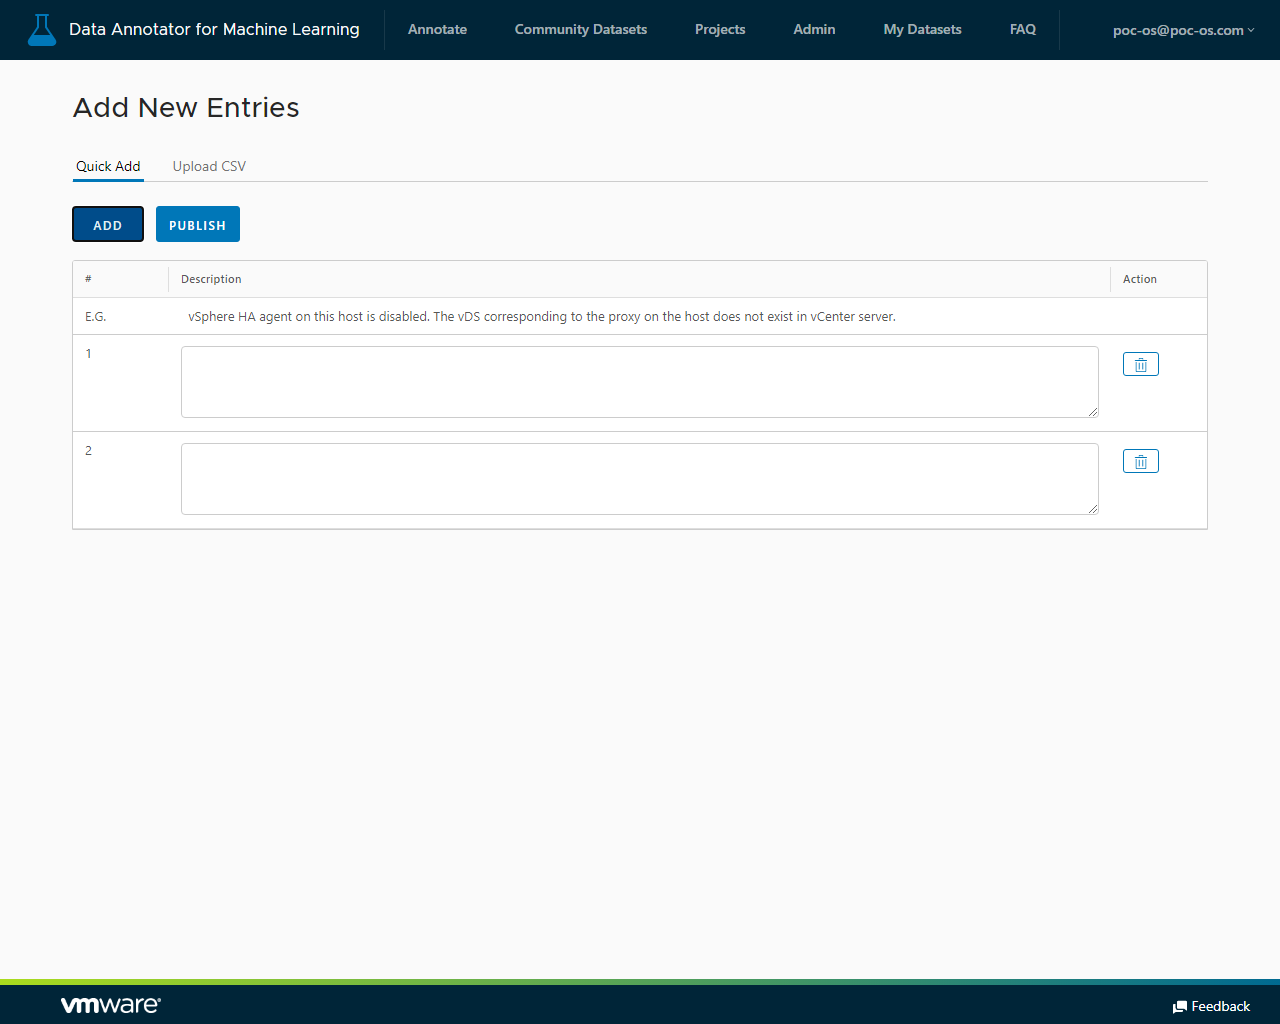 Data Annotator for Machine Learning Annotate Community Datasets Projects Admin My Datasets FAQ poc-os@poc-os.com
Add New Entries
Quick Add Upload CSV
ADD PUBLISH
# Description Action
E.G. vSphere HA agent on this host is disabled. The vDS corresponding to the proxy on the host does not exist in vCenter server.
1
2
vmware® Feedback